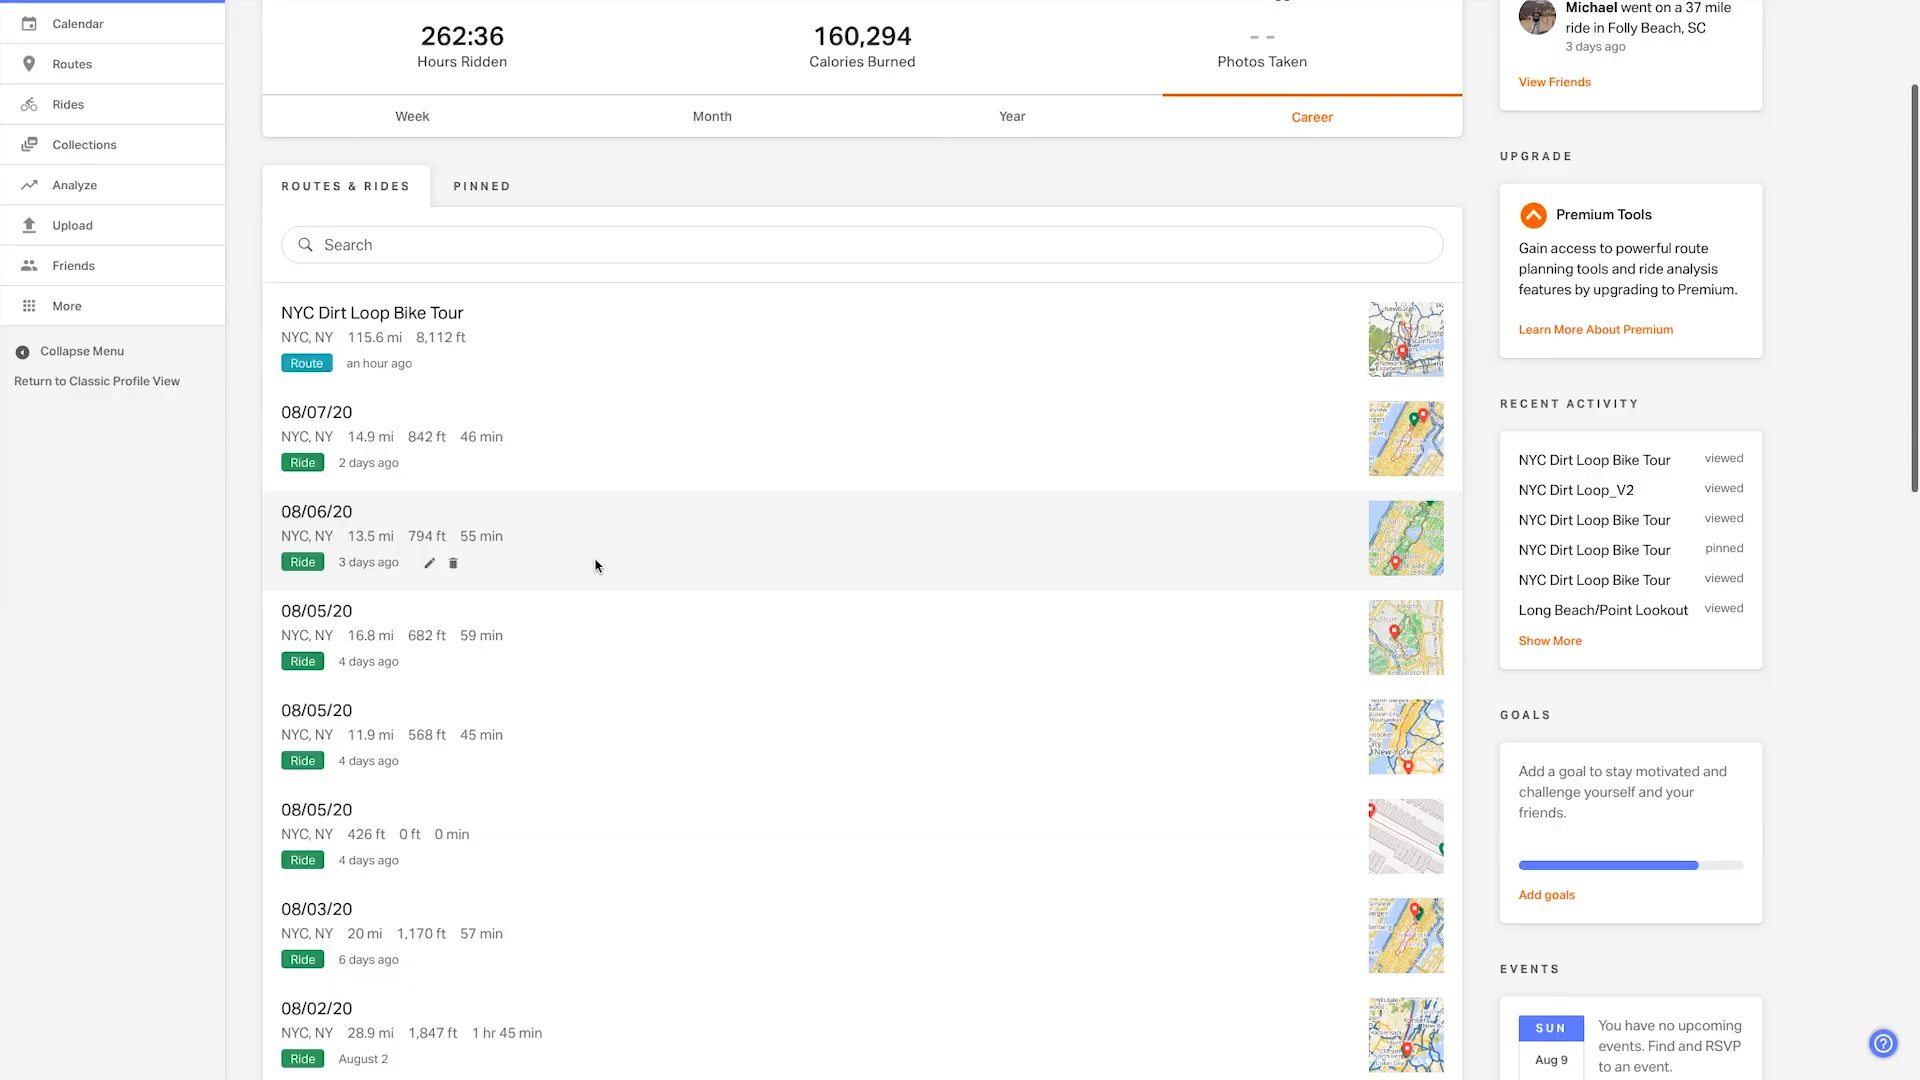 Calendar
Routes
Rides
Collections
Analyze
Upload
Friends
More
Collapse Menu
Return to Classic Profile View
262:36
Hours Ridden
160,294
Calories Burned
- -
Photos Taken
Week
Month
Year
Career
ROUTES & RIDES
PINNED
Search
NYC Dirt Loop Bike Tour
NYC, NY 115.6 mi 8,112 ft
Route an hour ago
08/07/20
NYC, NY 14.9 mi 842 ft 46 min
Ride 2 days ago
08/06/20
NYC, NY 13.5 mi 794 ft 55 min
Ride 3 days ago
08/05/20
NYC, NY 16.8 mi 682 ft 59 min
Ride 4 days ago
08/05/20
NYC, NY 11.9 mi 568 ft 45 min
Ride 4 days ago
08/05/20
NYC, NY 426 ft 0 ft 0 min
Ride 4 days ago
08/03/20
NYC, NY 20 mi 1,170 ft 57 min
Ride 6 days ago
08/02/20
NYC, NY 28.9 mi 1,847 ft 1 hr 45 min
Ride August 2
Michael went on a 37 mile
ride in Folly Beach, SC
3 days ago
View Friends
UPGRADE
Premium Tools
Gain access to powerful route
planning tools and ride analysis
features by upgrading to Premium.
Learn More About Premium
RECENT ACTIVITY
NYC Dirt Loop Bike Tour viewed
NYC Dirt Loop_V2 viewed
NYC Dirt Loop Bike Tour viewed
NYC Dirt Loop Bike Tour pinned
NYC Dirt Loop Bike Tour viewed
Long Beach/Point Lookout viewed
Show More
GOALS
Add a goal to stay motivated and
challenge yourself and your
friends.
Add goals
EVENTS
SUN
Aug 9
You have no upcoming
events. Find and RSVP
to an event.